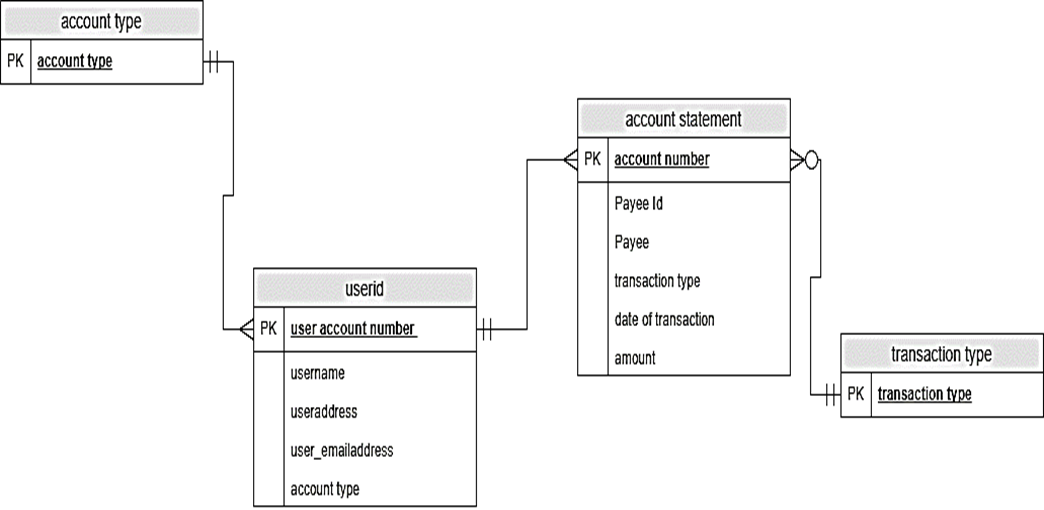 account type
PK account type
account statement
PK account number
Payee Id
Payee
transaction type
date of transaction
amount
userid
PK user account number
username
useraddress
user_emailaddress
account type
transaction type
PK transaction type